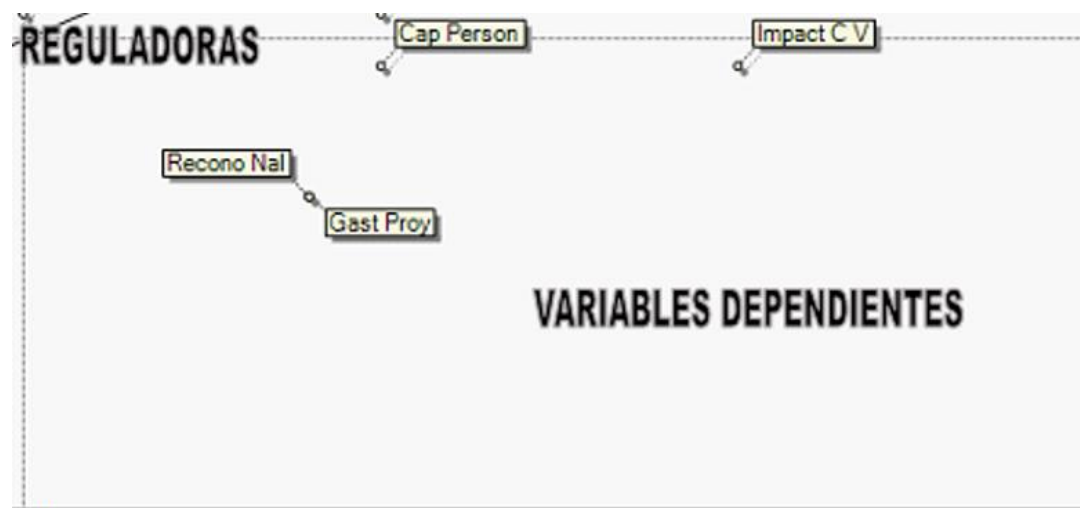 REGULADORAS
Cap Person
Impact C V
Recono Nal
Gast Proy
VARIABLES DEPENDIENTES